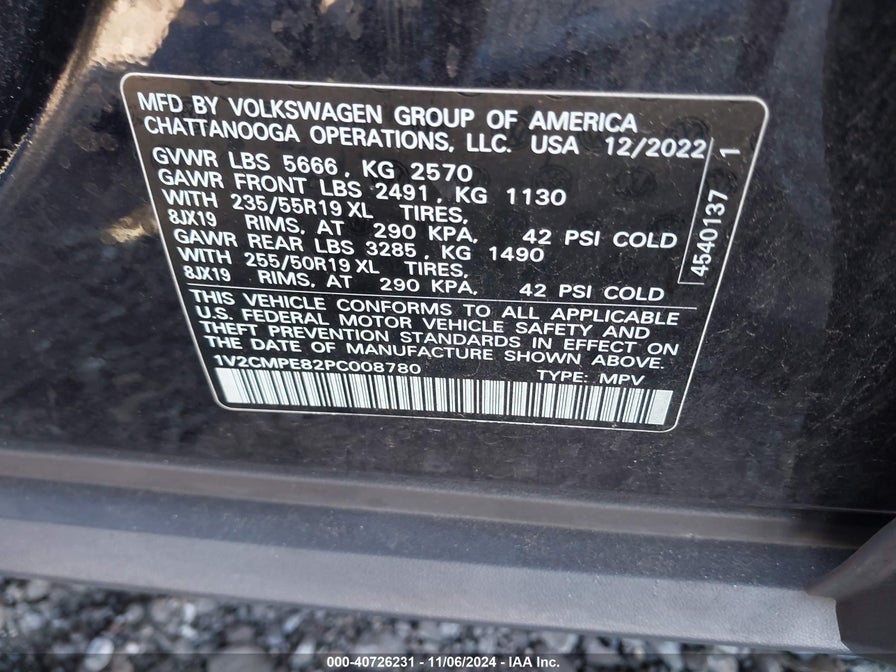 MFD BY VOLKSWAGEN GROUP OF AMERICA
CHATTANOOGA OPERATIONS, LLC. USA 12/2022
GVWR LBS 5666, KG 2570
GAWR FRONT LBS 2491, KG 1130
WITH 235/55R19 XL TIRES,
8JX19 RIMS, AT 290 KPA, 42 PSI COLD
GAWR REAR LBS 3285, KG 1490
WITH 255/50R19 XL TIRES,
8JX19 RIMS, AT 290 KPA, 42 PSI COLD
4540137 1
THIS VEHICLE CONFORMS TO ALL APPLICABLE
U.S. FEDERAL MOTOR VEHICLE SAFETY AND
THEFT PREVENTION STANDARDS IN EFFECT ON
THE DATE OF MANUFACTURE SHOWN ABOVE.
1V2CMPE82PC008780 TYPE: MPV
000-40726231 - 11/06/2024 - IAA Inc.